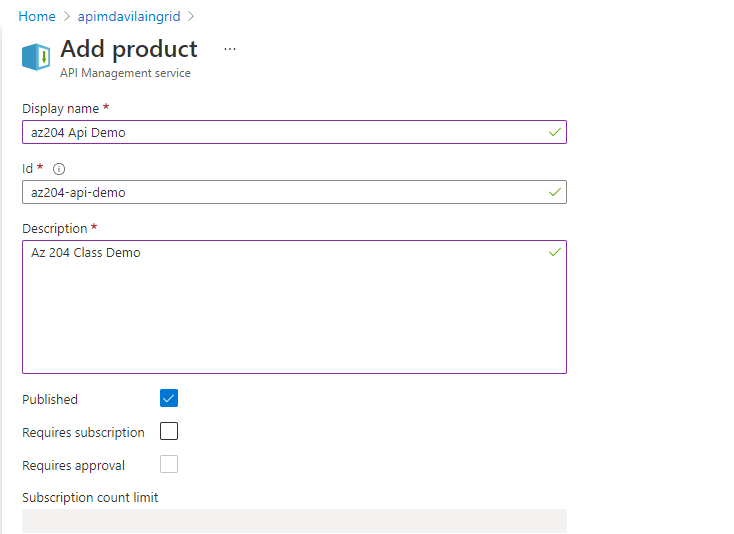 Home > apimdavilaingrid >
Add product ...
API Management service
Display name *
az204 Api Demo
Id *
az204-api-demo
Description *
Az 204 Class Demo
Published
Requires subscription
Requires approval
Subscription count limit